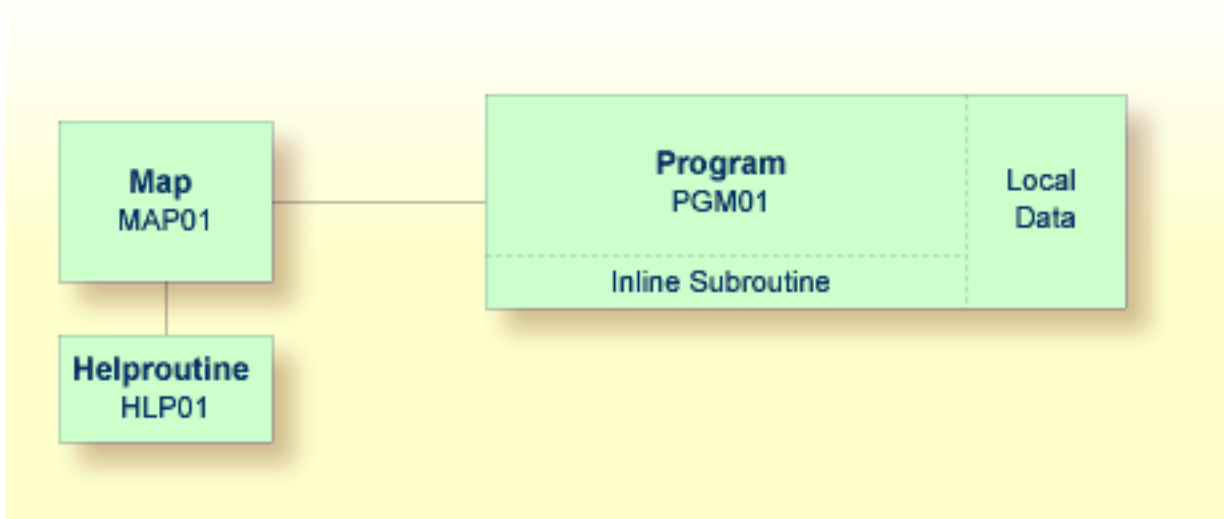 Map
MAP01
Helproutine
HLP01
Program
PGM01
Inline Subroutine
Local
Data